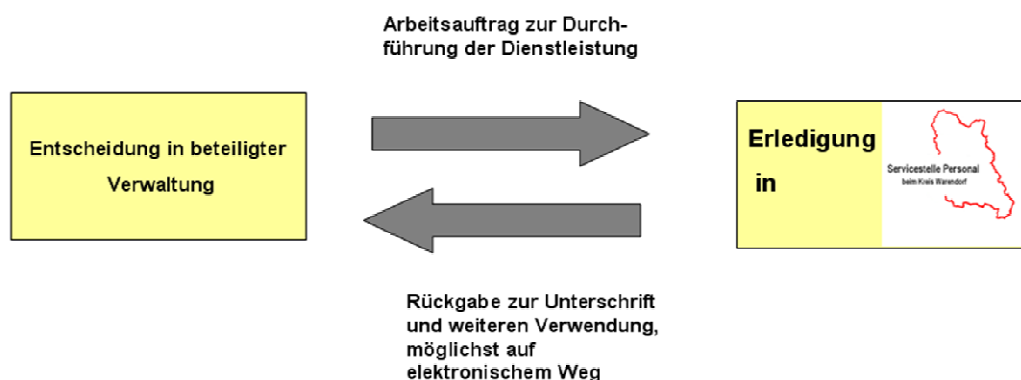 Arbeitsauftrag zur Durch-
führung der Dienstleistung
Entscheidung in beteiligter
Verwaltung
Erledigung
in
Servicestelle Personal
beim Kreis Warendorf
Rückgabe zur Unterschrift
und weiteren Verwendung,
möglichst auf
elektronischem Weg